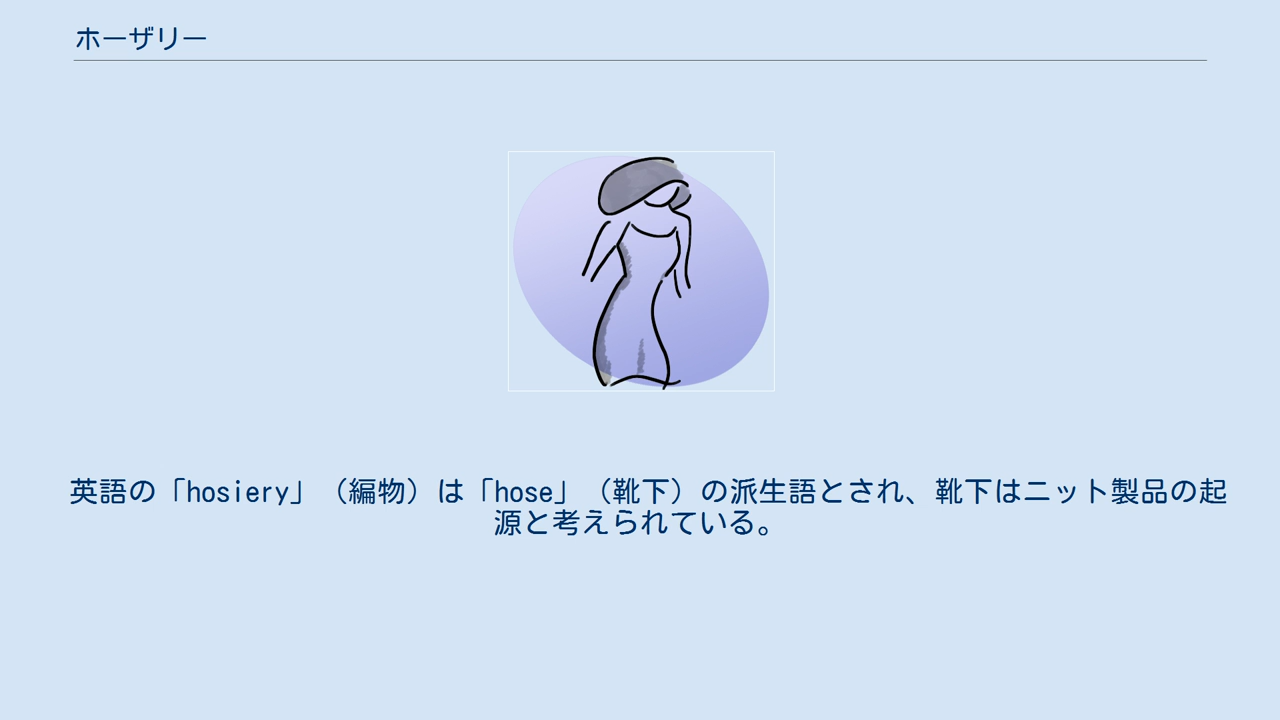 ホーザリー
英語の「hosiery」（編物）は「hose」（靴下）の派生語とされ、靴下はニット製品の起
源と考えられている。